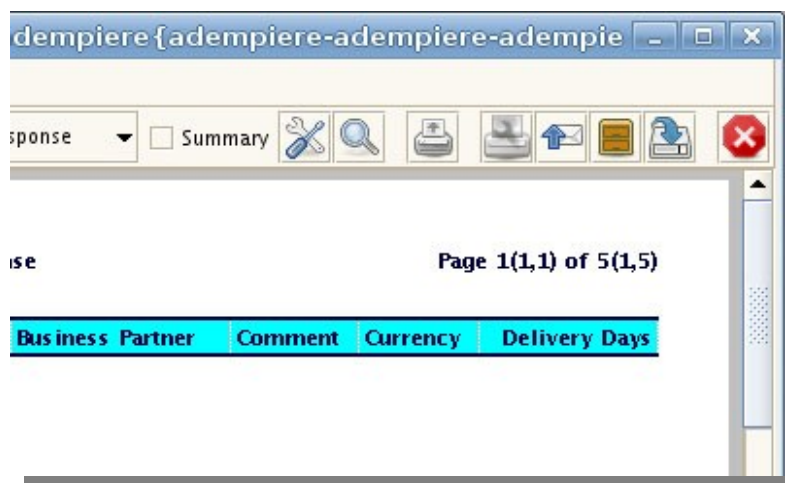 dempiere{adempiere-adempiere-adempie
sponse Summary
se Page 1(1,1) of 5(1,5)
Business Partner Comment Currency Delivery Days